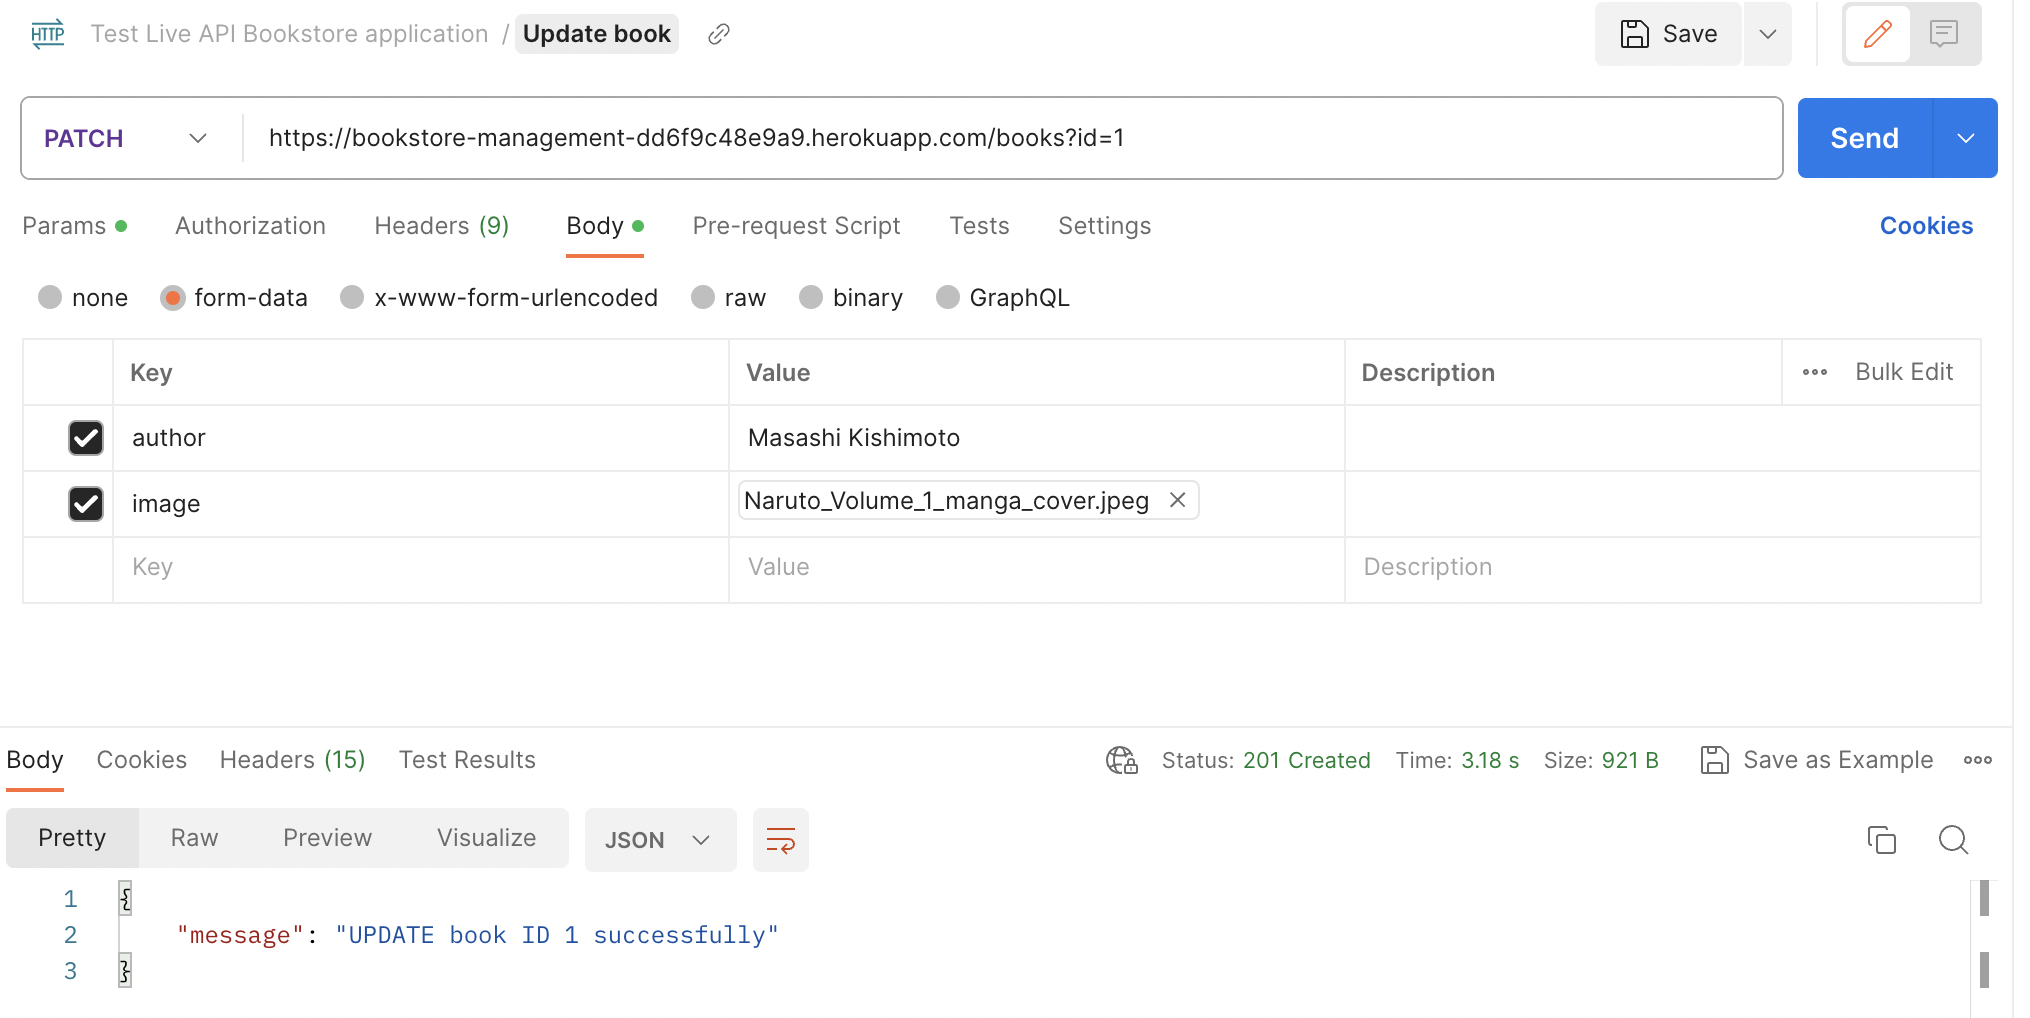 HTTP Test Live API Bookstore application / Update book Save
PATCH https://bookstore-management-dd6f9c48e9a9.herokuapp.com/books?id=1 Send
Params Authorization Headers (9) Body Pre-request Script Tests Settings Cookies
none form-data x-www-form-urlencoded raw binary GraphQL
Key Value Description Bulk Edit
author Masashi Kishimoto
image Naruto_Volume_1_manga_cover.jpeg
Key Value Description
Body Cookies Headers (15) Test Results Status: 201 Created Time: 3.18 s Size: 921 B Save as Example
Pretty Raw Preview Visualize JSON
1 {
2 "message": "UPDATE book ID 1 successfully"
3 }